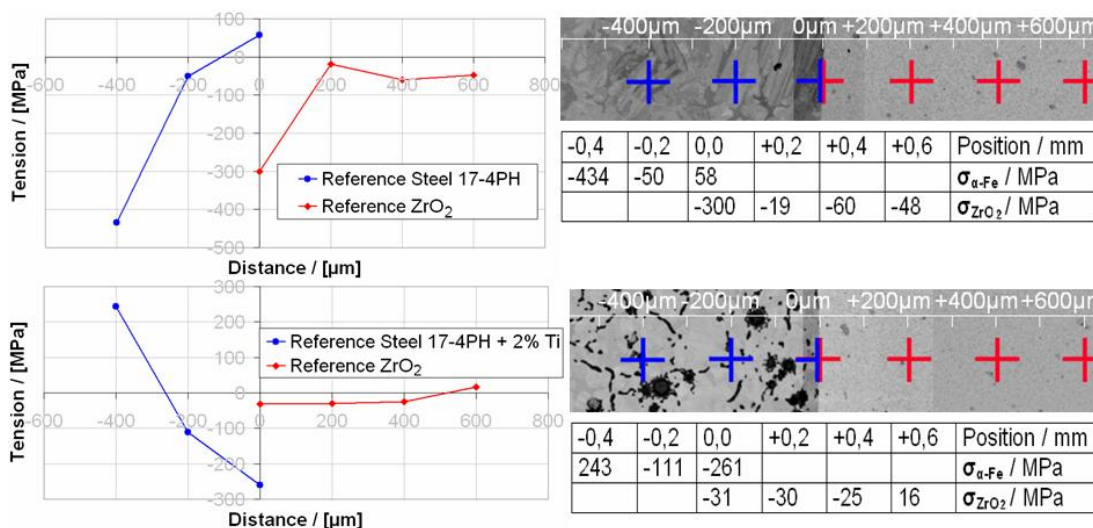 Tension / [MPa]
100
0
-100
-200
-300
-400
-500
-600 -400 -200 0 200 400 600 800
Reference Steel 17-4PH
Reference ZrO₂
Distance / [µm]
-400µm -200µm 0µm +200µm +400µm +600µm
-0,4 -0,2 0,0 +0,2 +0,4 +0,6 Position / mm
-434 -50 58 σα-Fe / MPa
-300 -19 -60 -48 σZrO₂ / MPa
Tension / [MPa]
300
200
100
0
-100
-200
-300
-600 -400 -200 0 200 400 600 800
Reference Steel 17-4PH + 2% Ti
Reference ZrO₂
Distance / [µm]
-400µm -200µm 0µm +200µm +400µm +600µm
-0,4 -0,2 0,0 +0,2 +0,4 +0,6 Position / mm
243 -111 -261 σα-Fe / MPa
-31 -30 -25 16 σZrO₂ / MPa